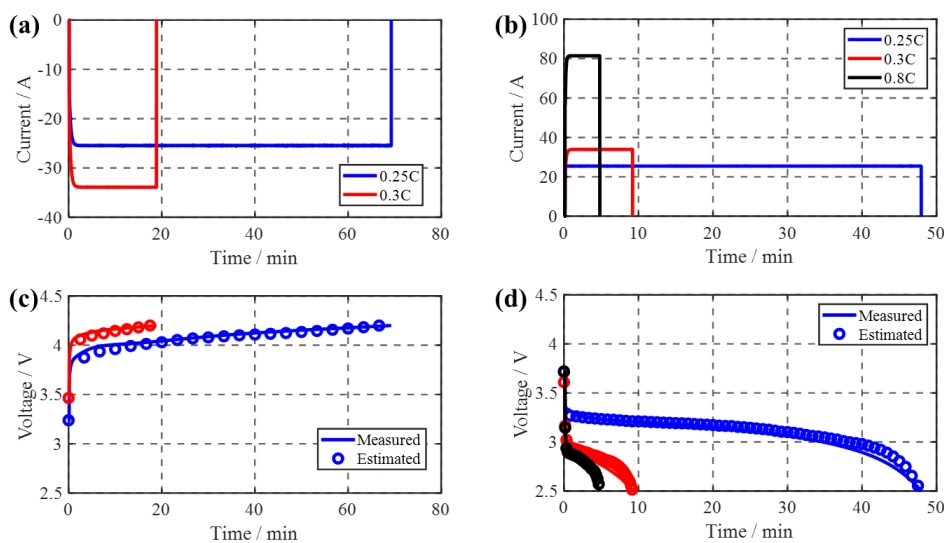 (a)
0
-10
-20
-30
-40
Current / A
0.25C
0.3C
0
20
40
60
80
Time / min
(b)
100
80
60
40
20
0
Current / A
0.25C
0.3C
0.8C
0
10
20
30
40
50
Time / min
(c)
4.5
4
3.5
3
2.5
Voltage / V
Measured
Estimated
0
20
40
60
80
Time / min
(d)
4.5
4
3.5
3
2.5
Voltage / V
Measured
Estimated
0
10
20
30
40
50
Time / min